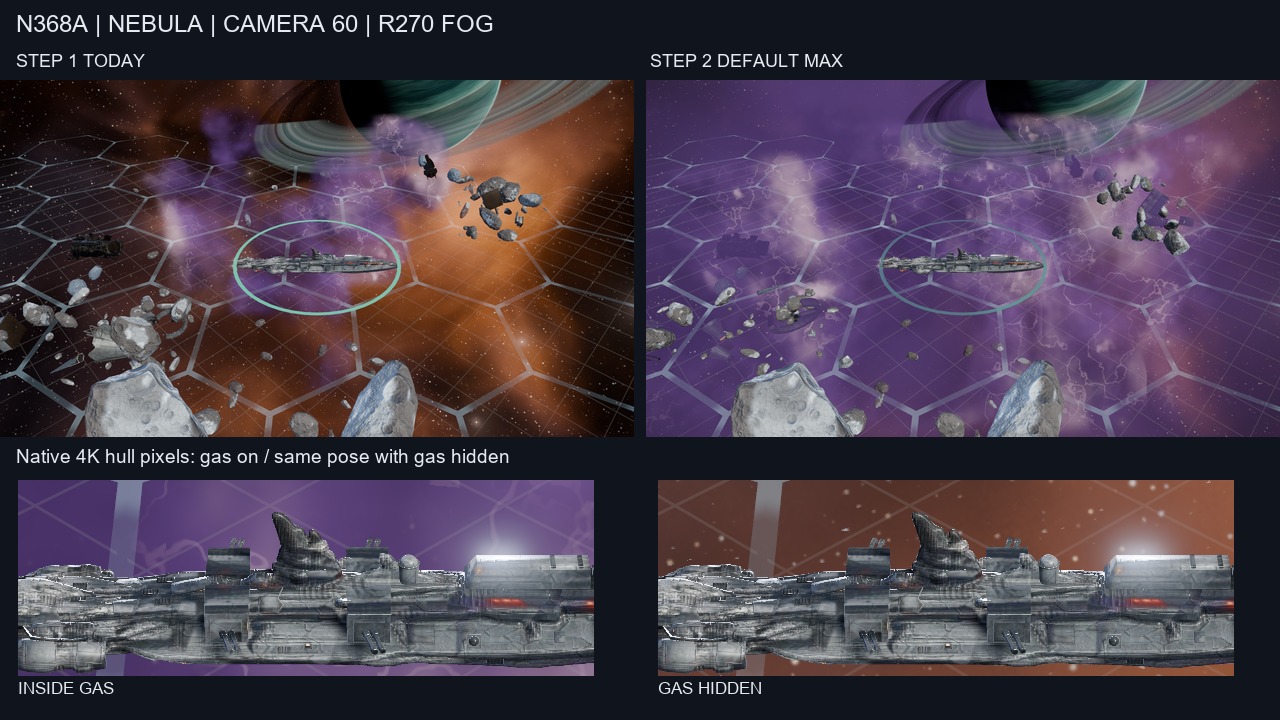 N368A | NEBULA | CAMERA 60 | R270 FOG
STEP 1 TODAY
STEP 2 DEFAULT MAX
Native 4K hull pixels: gas on / same pose with gas hidden
INSIDE GAS
GAS HIDDEN